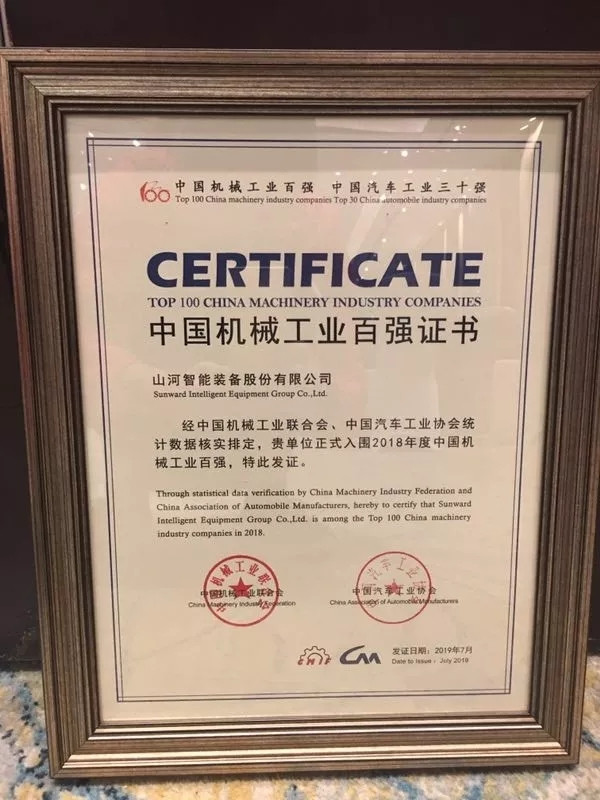 中国机械工业百强 中国汽车工业三十强
Top 100 China machinery industry companies Top 30 China automobile industry companies
CERTIFICATE
TOP 100 CHINA MACHINERY INDUSTRY COMPANIES
中国机械工业百强证书
山河智能装备股份有限公司
Sunward Intelligent Equipment Group Co.,Ltd.
经中国机械工业联合会、中国汽车工业协会统
计数据核实排定，贵单位正式入围2018年度中国机
械工业百强，特此发证。
Through statistical data verification by China Machinery Industry Federation and
China Association of Automobile Manufacturers, hereby to certify that Sunward
Intelligent Equipment Group Co.,Ltd. is among the Top 100 China machinery
industry companies in 2018.
中国机械工业联合会 中国汽车工业协会
China Machinery Industry Federation China Association of Automobile Manufacturers
CMIF CAAM 发证日期：2019年7月
Date to Issue：July 2019